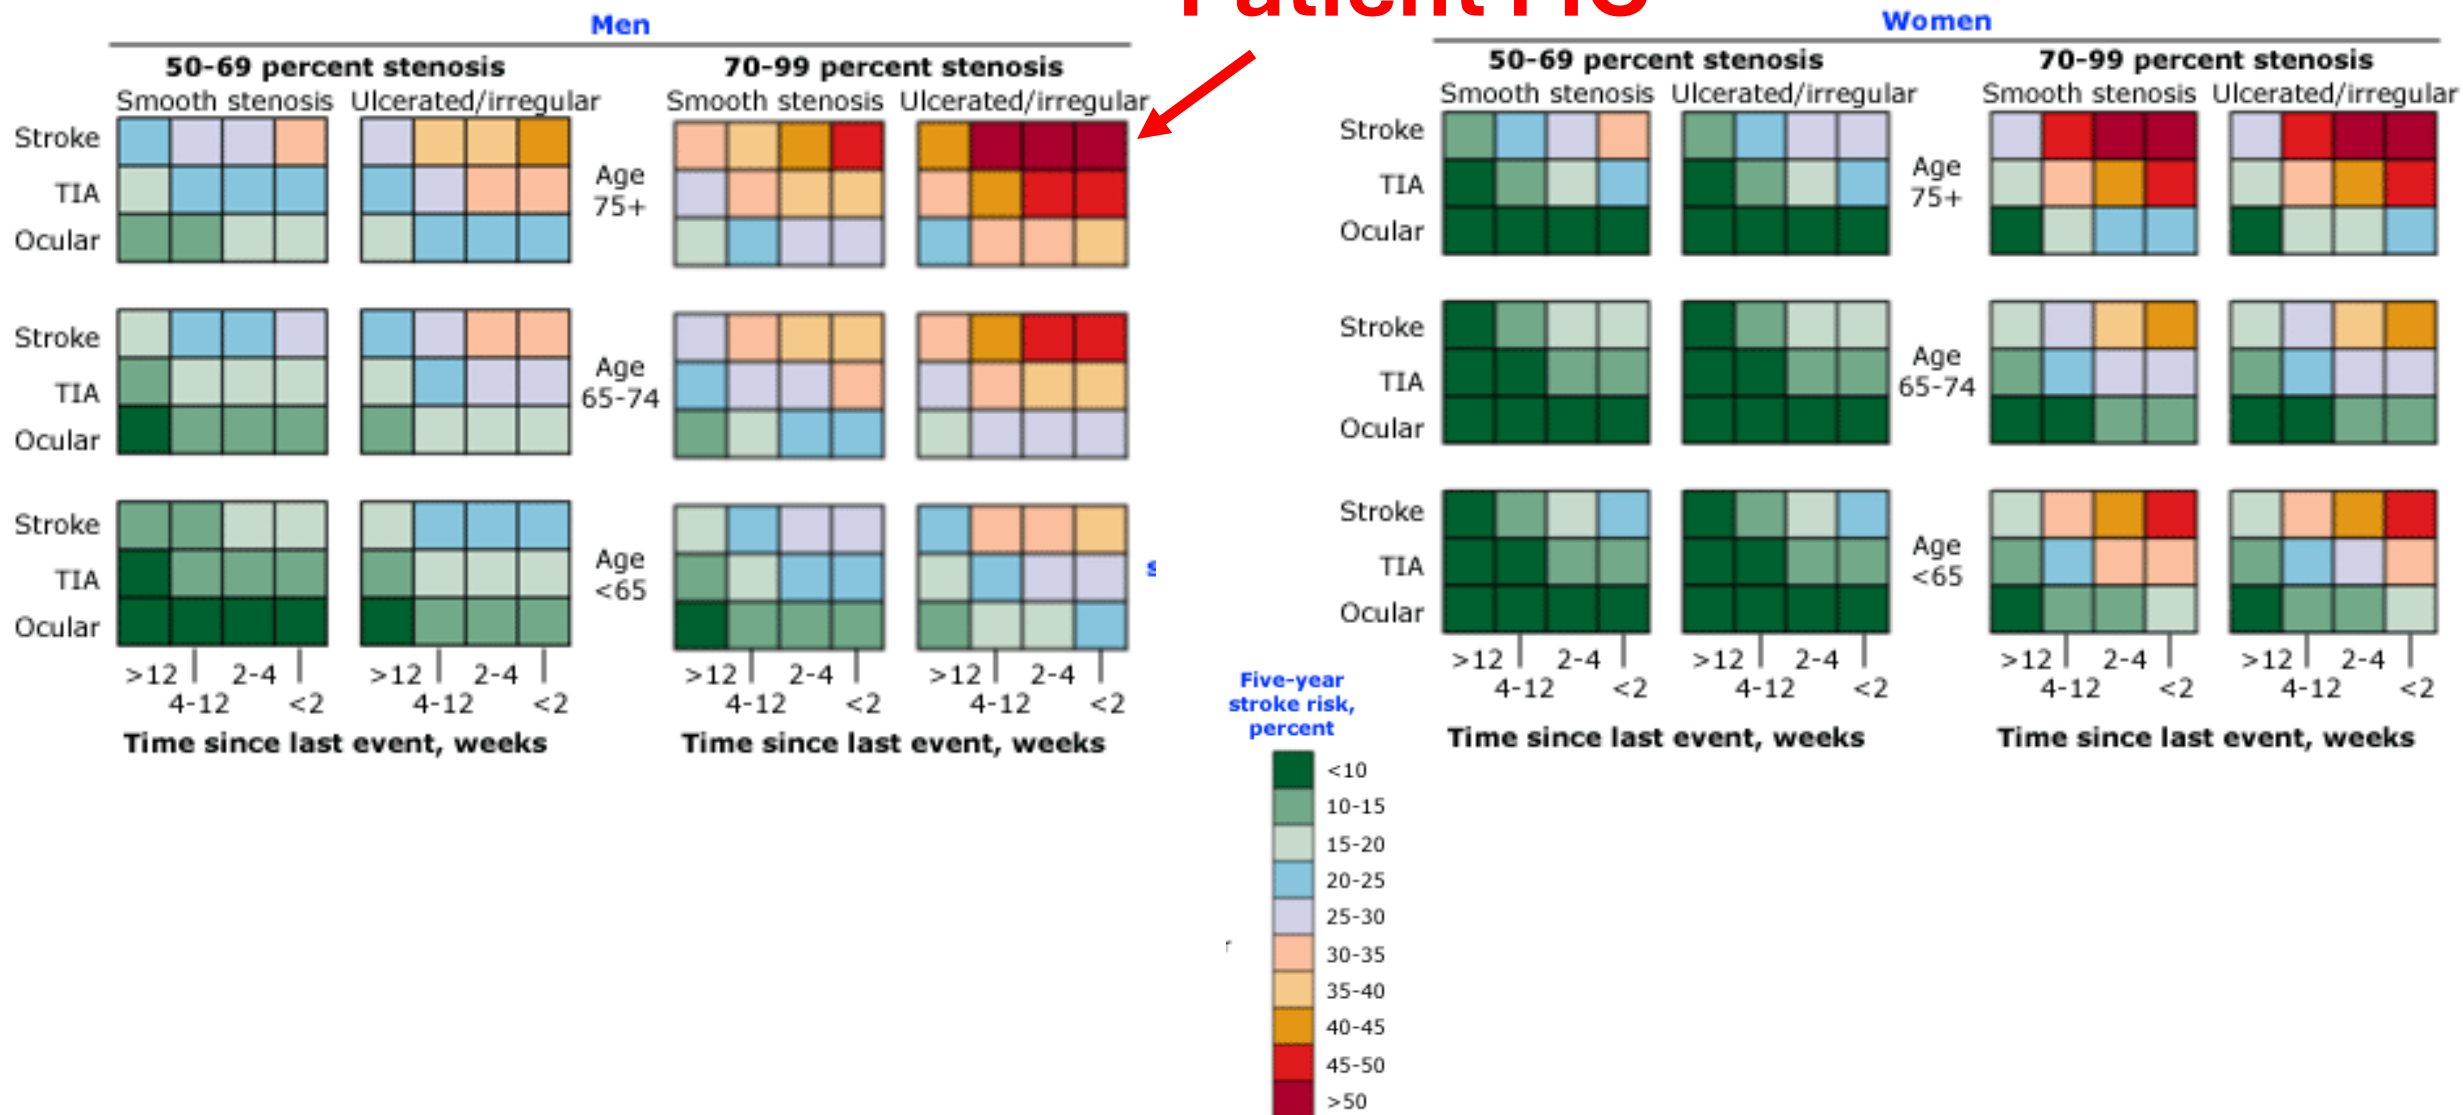 Patient
Men
50-69 percent stenosis 70-99 percent stenosis
Smooth stenosis Ulcerated/irregular Smooth stenosis Ulcerated/irregular
Stroke
TIA
Ocular
Age
75+
Stroke
TIA
Ocular
Age
65-74
Stroke
TIA
Ocular
Age
<65
>12 2-4 >12 2-4 >12 2-4 >12 2-4
4-12 <2 4-12 <2 4-12 <2 4-12 <2
Time since last event, weeks Time since last event, weeks
s
Women
50-69 percent stenosis 70-99 percent stenosis
Smooth stenosis Ulcerated/irregular Smooth stenosis Ulcerated/irregular
Stroke
TIA
Ocular
Age
75+
Stroke
TIA
Ocular
Age
65-74
Stroke
TIA
Ocular
Age
<65
>12 2-4 >12 2-4 >12 2-4 >12 2-4
4-12 <2 4-12 <2 4-12 <2 4-12 <2
Time since last event, weeks Time since last event, weeks
Five-year
stroke risk,
percent
<10
10-15
15-20
20-25
25-30
30-35
35-40
40-45
45-50
>50